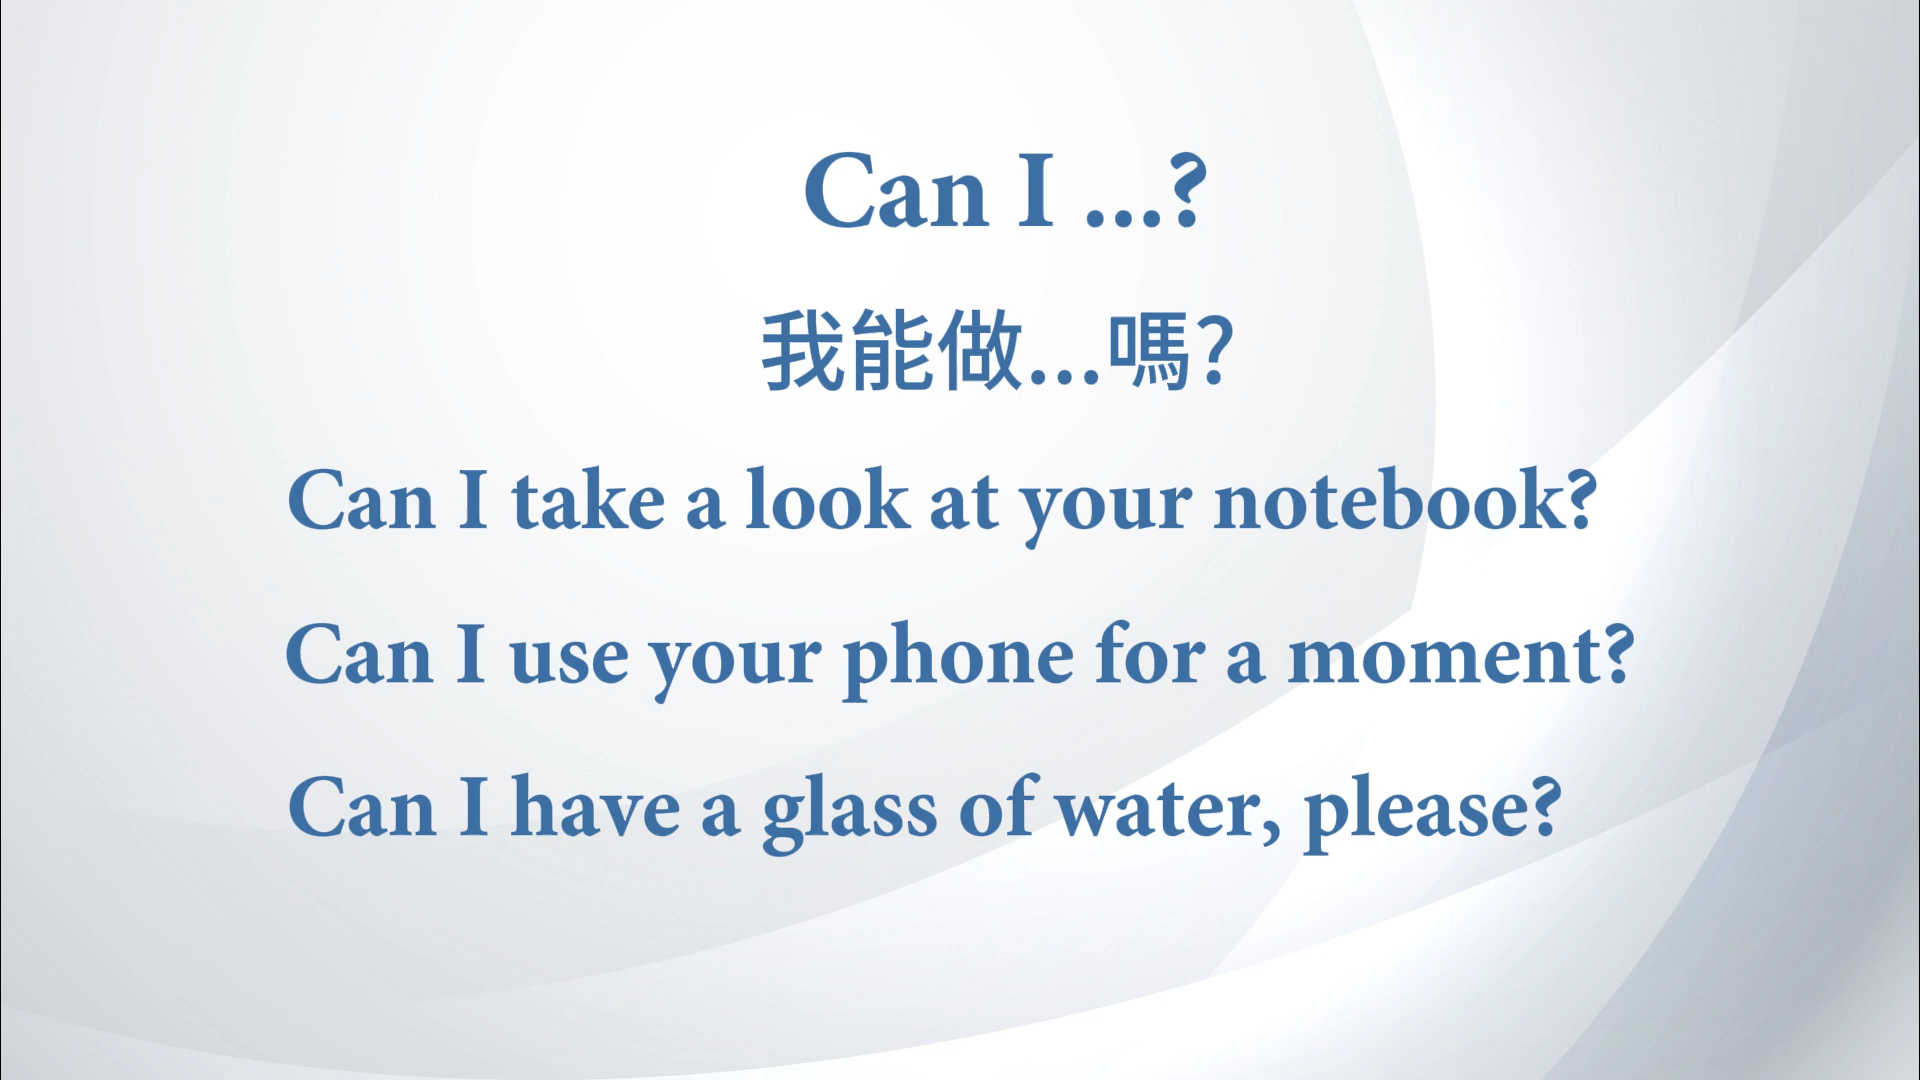 Can I ...?
我能做...嗎?
Can I take a look at your notebook?
Can I use your phone for a moment?
Can I have a glass of water, please?